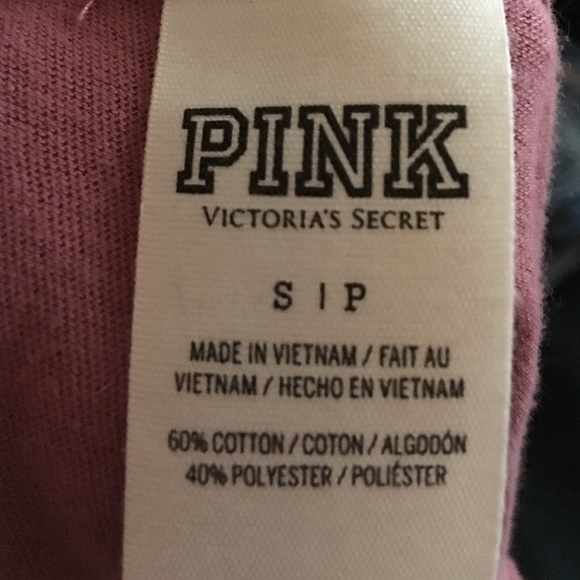 PINK
VICTORIA'S SECRET
S | P
MADE IN VIETNAM / FAIT AU
VIETNAM / HECHO EN VIETNAM
60% COTTON / COTON / ALGODÓN
40% POLYESTER / POLIÉSTER